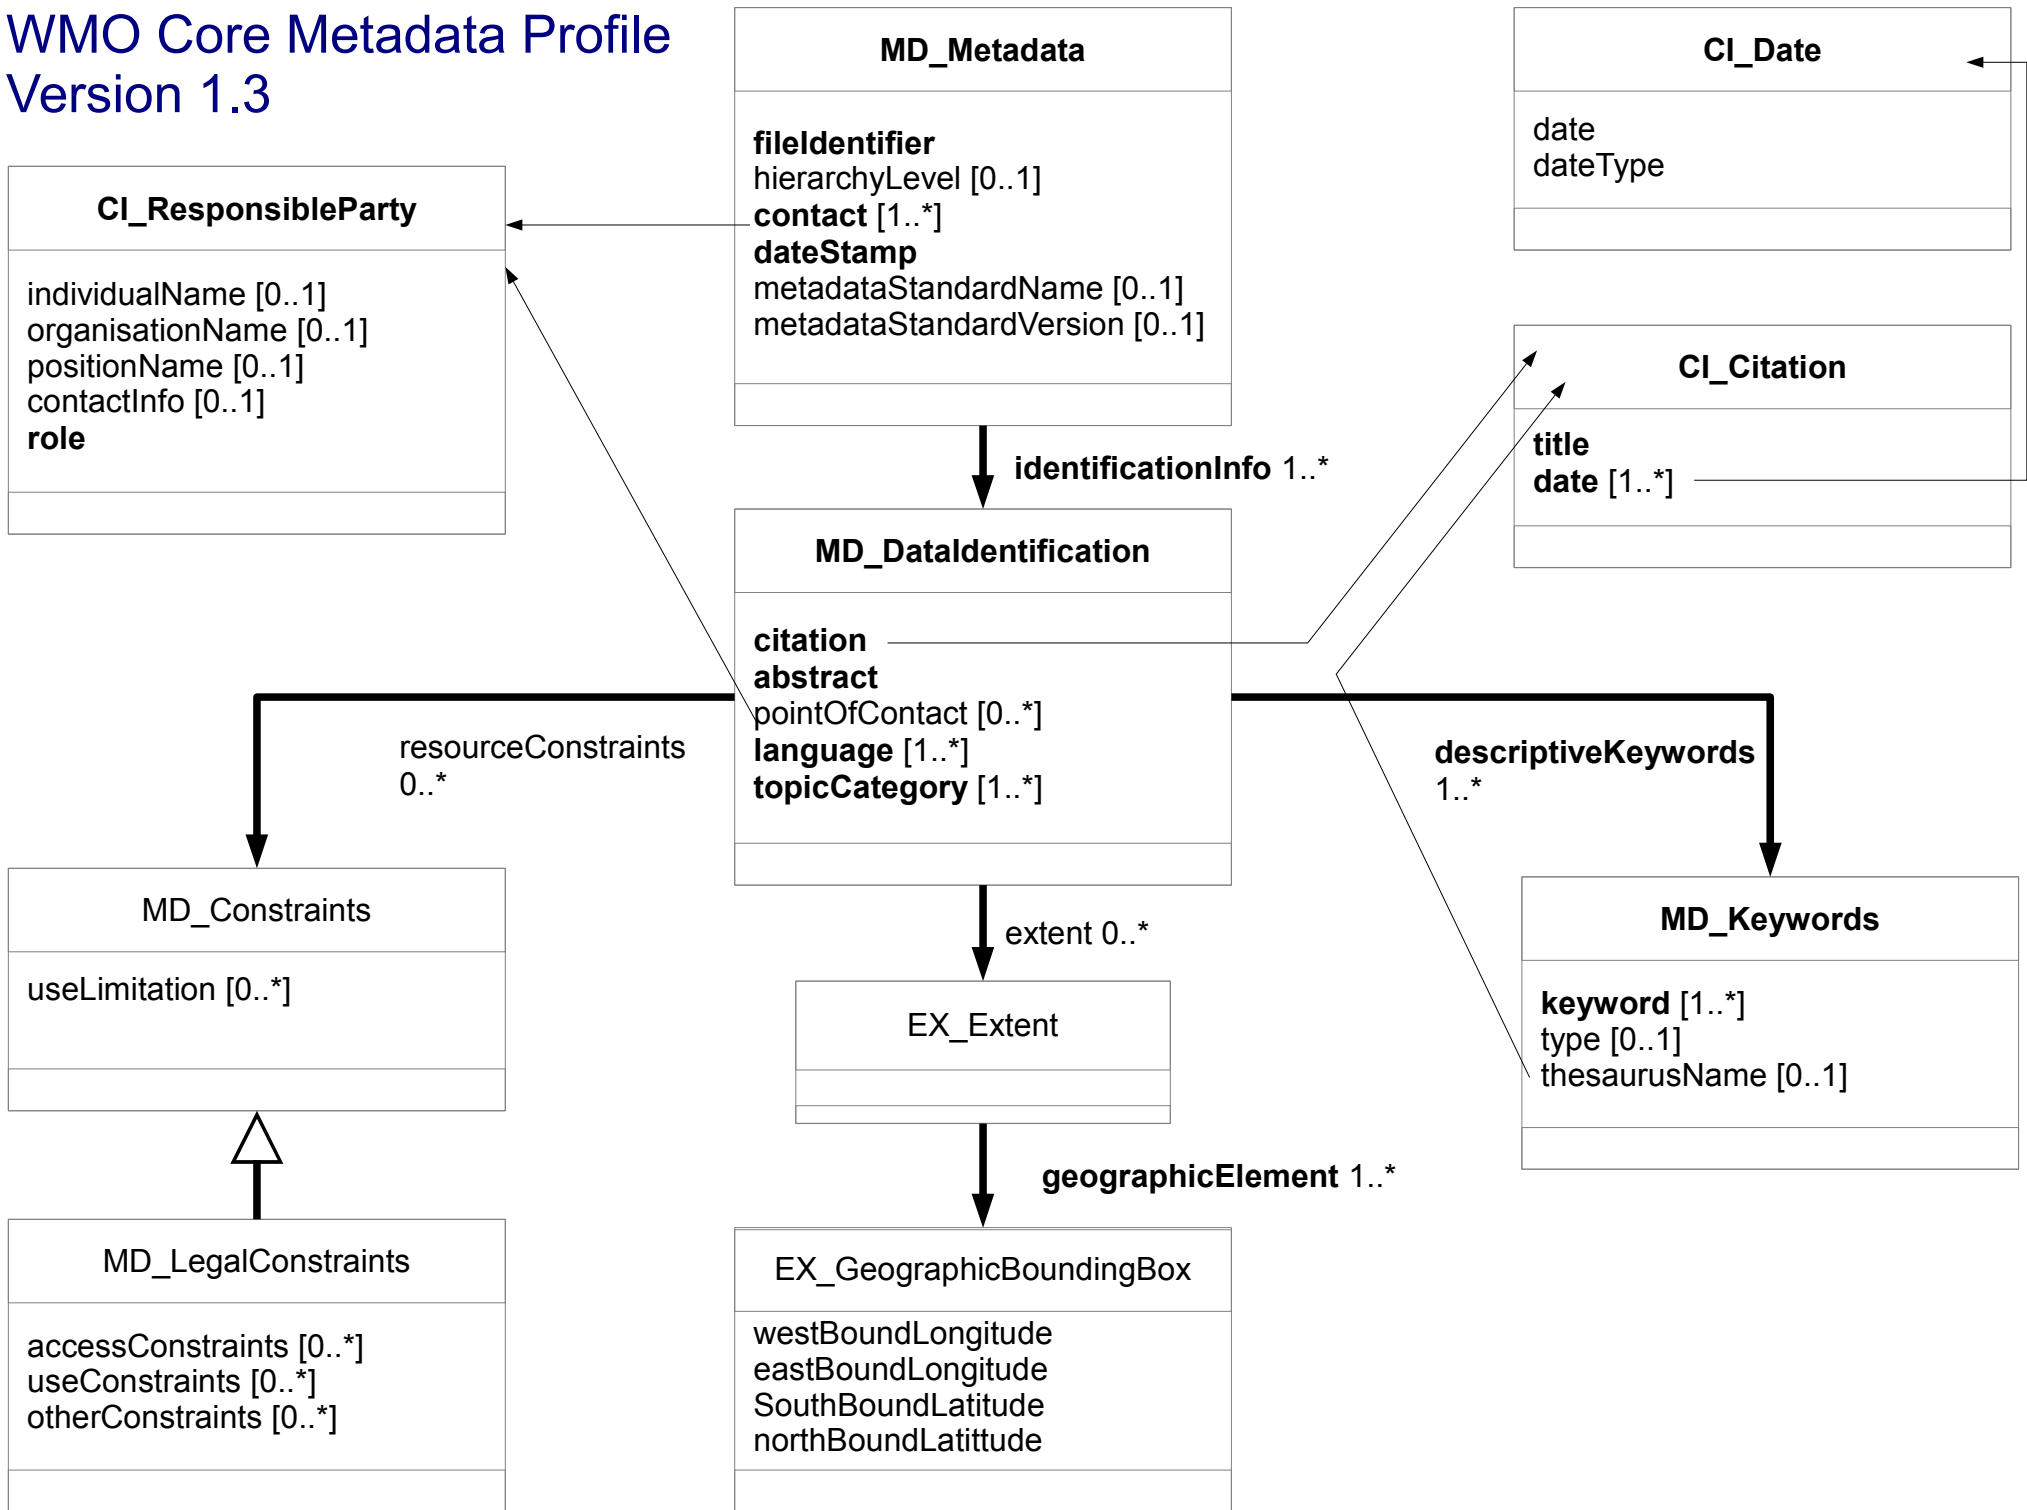 WMO Core Metadata Profile
Version 1.3
MD_Metadata
fileIdentifier
hierarchyLevel [0..1]
contact [1..*]
dateStamp
metadataStandardName [0..1]
metadataStandardVersion [0..1]
CI_Date
date
dateType
CI_ResponsibleParty
individualName [0..1]
organisationName [0..1]
positionName [0..1]
contactInfo [0..1]
role
CI_Citation
title
date [1..*]
identificationInfo 1..*
MD_DataIdentification
citation
abstract
pointOfContact [0..*]
language [1..*]
topicCategory [1..*]
resourceConstraints
0..*
descriptiveKeywords
1..*
MD_Constraints
useLimitation [0..*]
extent 0..*
EX_Extent
MD_Keywords
keyword [1..*]
type [0..1]
thesaurusName [0..1]
geographicElement 1..*
MD_LegalConstraints
accessConstraints [0..*]
useConstraints [0..*]
otherConstraints [0..*]
EX_GeographicBoundingBox
westBoundLongitude
eastBoundLongitude
SouthBoundLatitude
northBoundLatittude